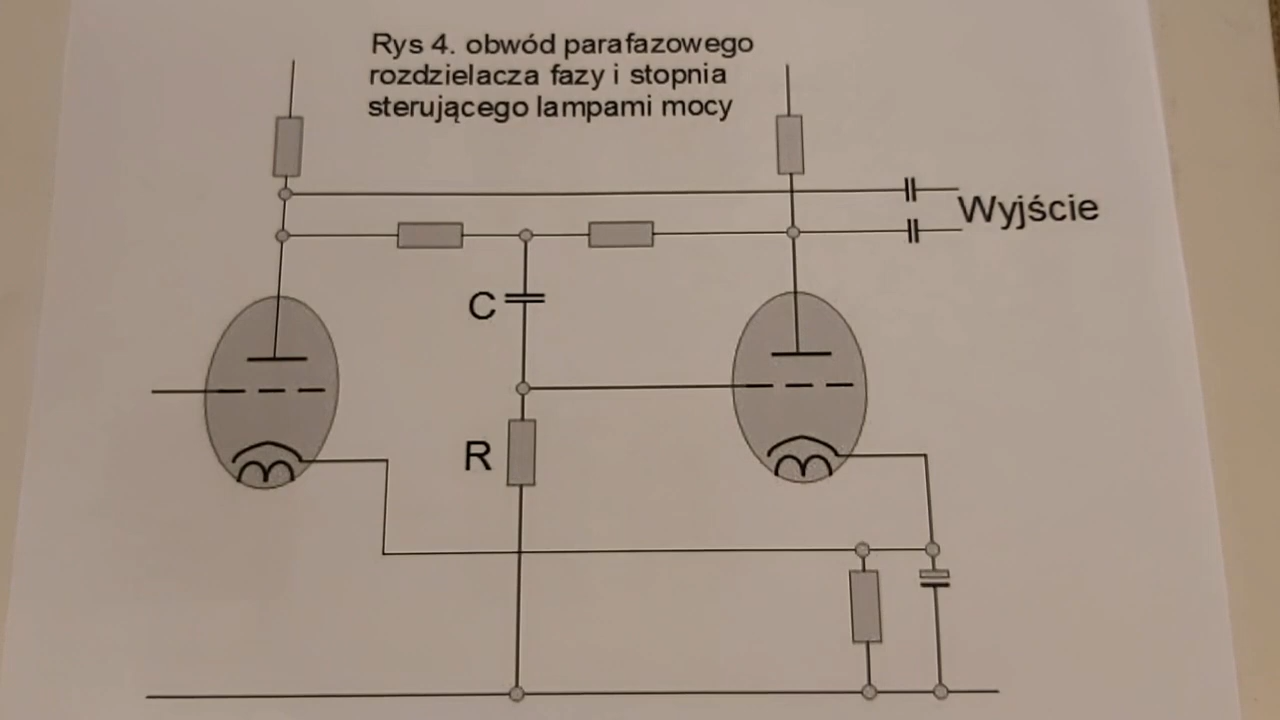 Rys 4. obwód parafazowego
rozdzielacza fazy i stopnia
sterującego lampami mocy
Wyjście
C
R